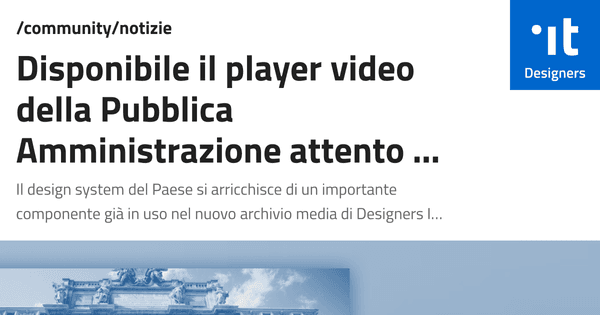 /community/notizie
Disponibile il player video
della Pubblica
Amministrazione attento ...
Il design system del Paese si arricchisce di un importante
componente già in uso nel nuovo archivio media di Designers I...
·it
Designers